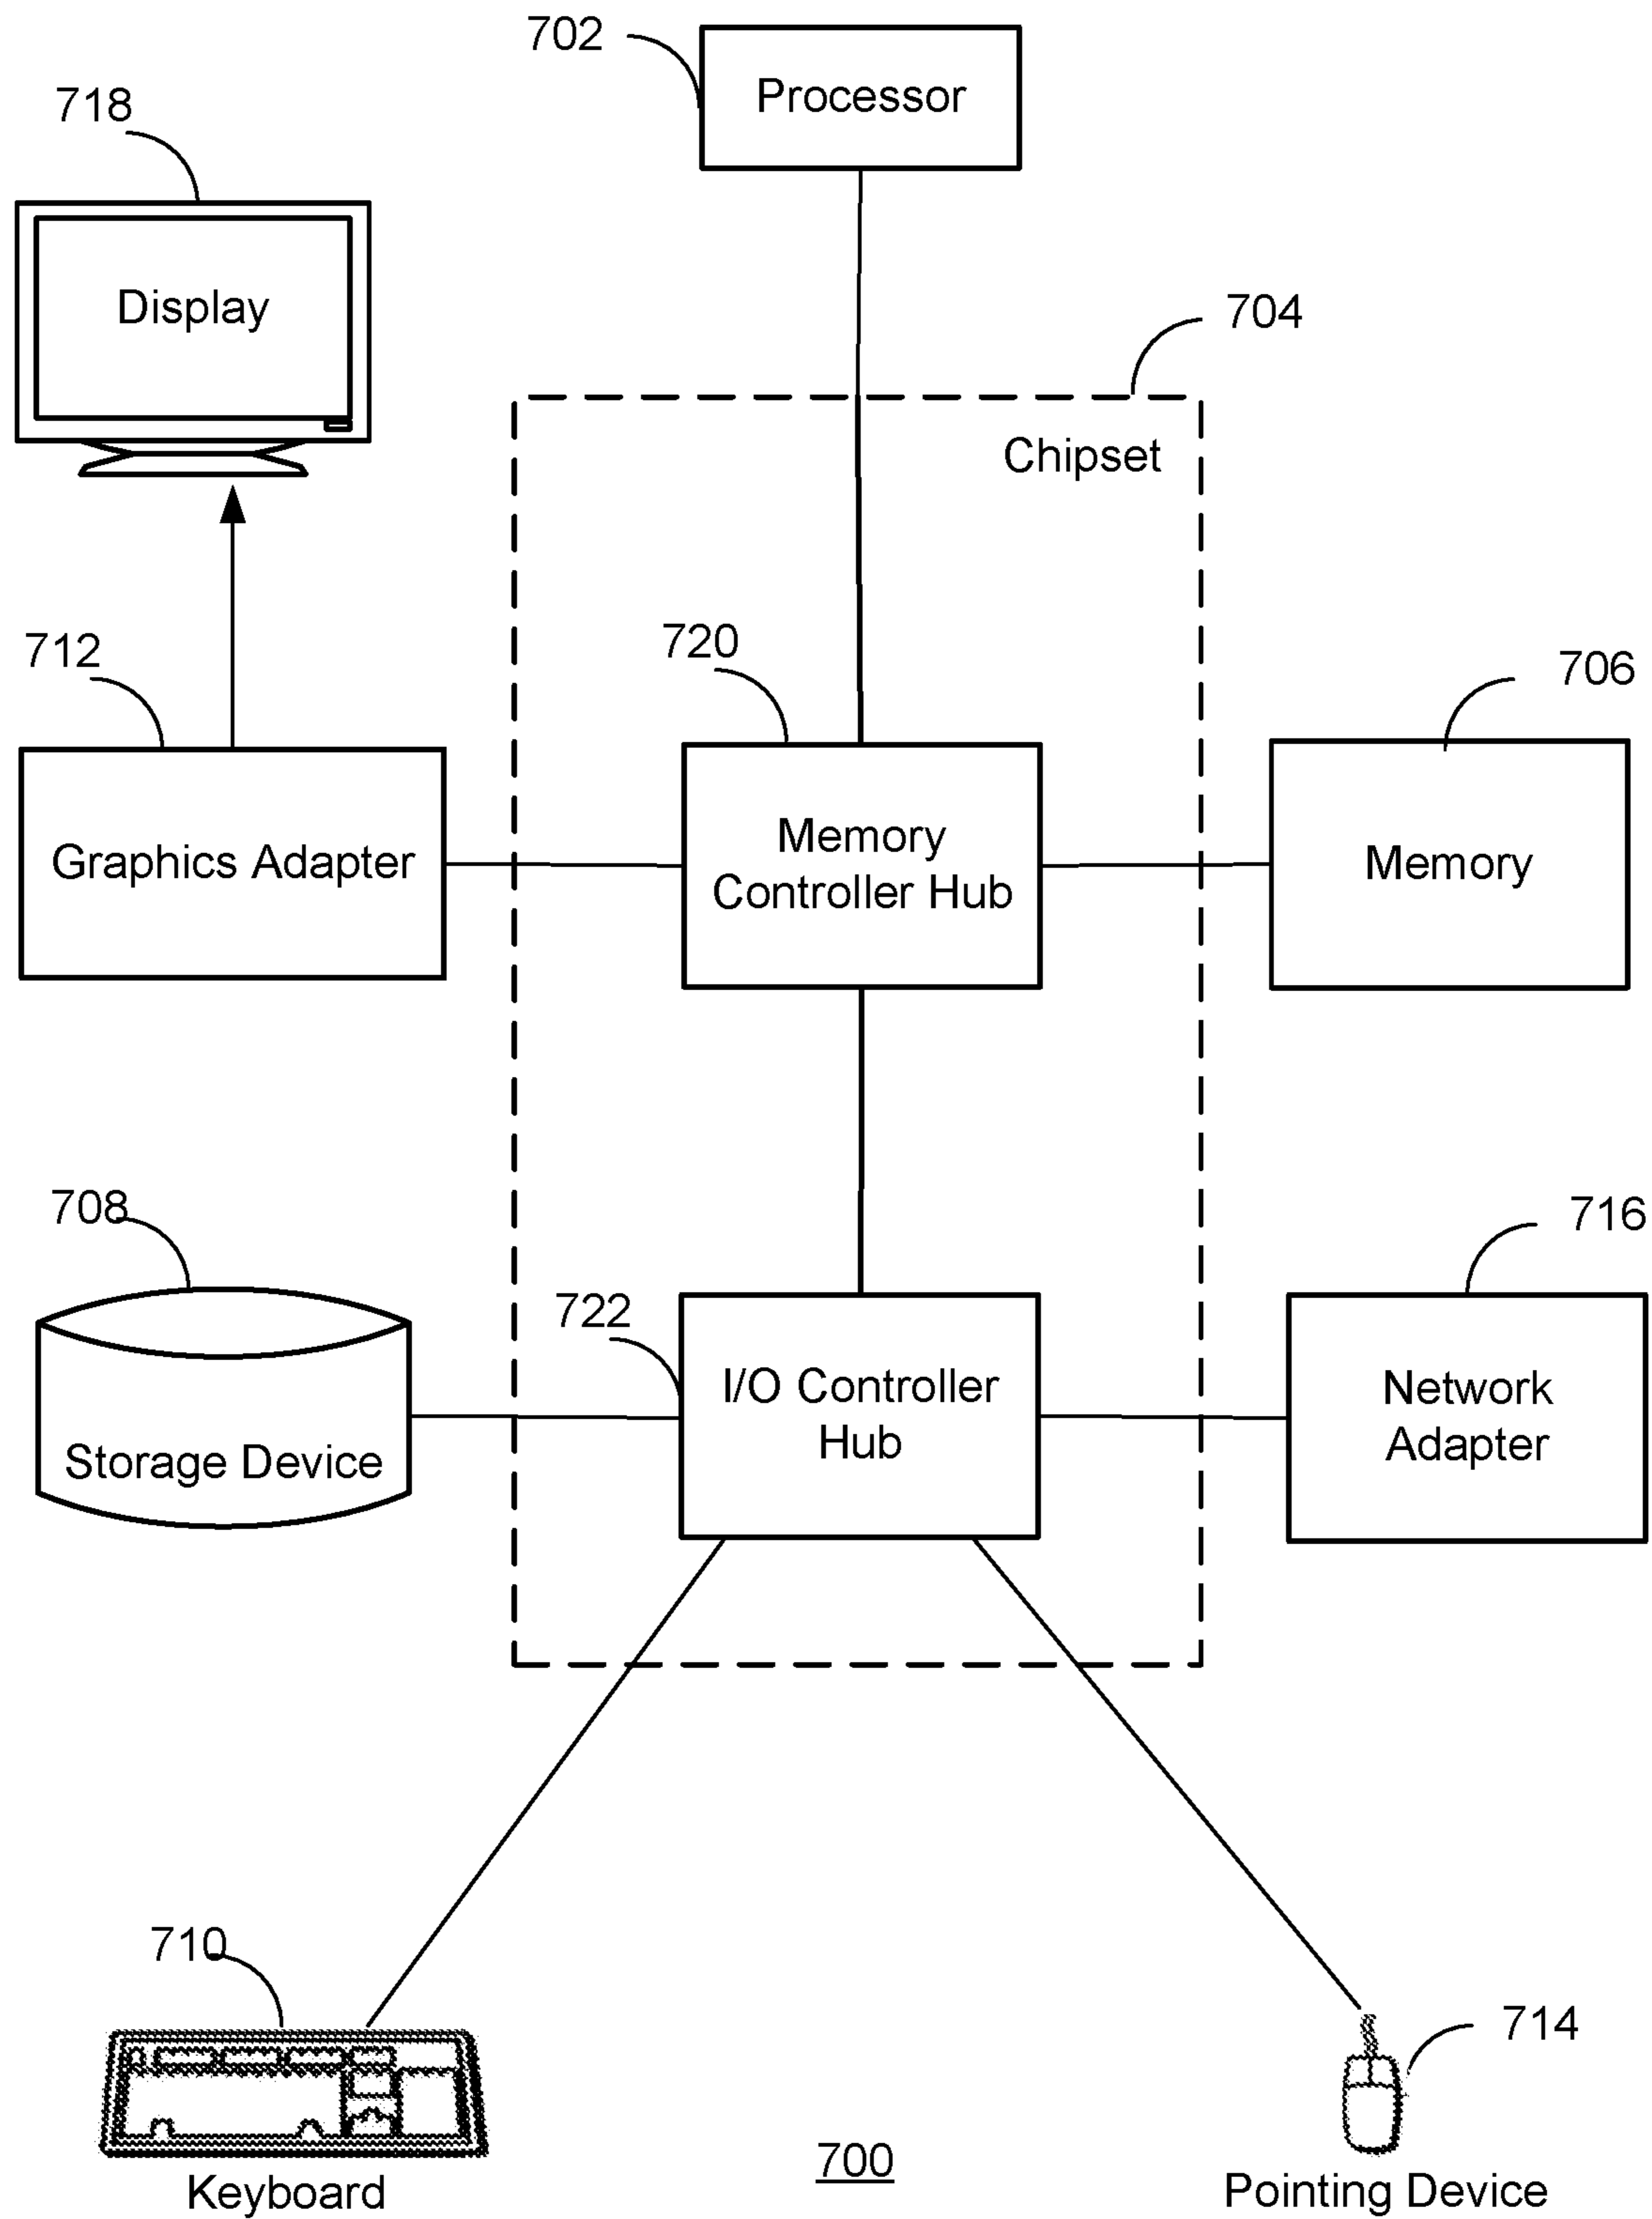 702
Processor
718
Display
704
Chipset
712
720
706
Graphics Adapter
Memory
Controller Hub
Memory
708
722
716
Storage Device
I/O Controller
Hub
Network
Adapter
710
714
Keyboard
700
Pointing Device